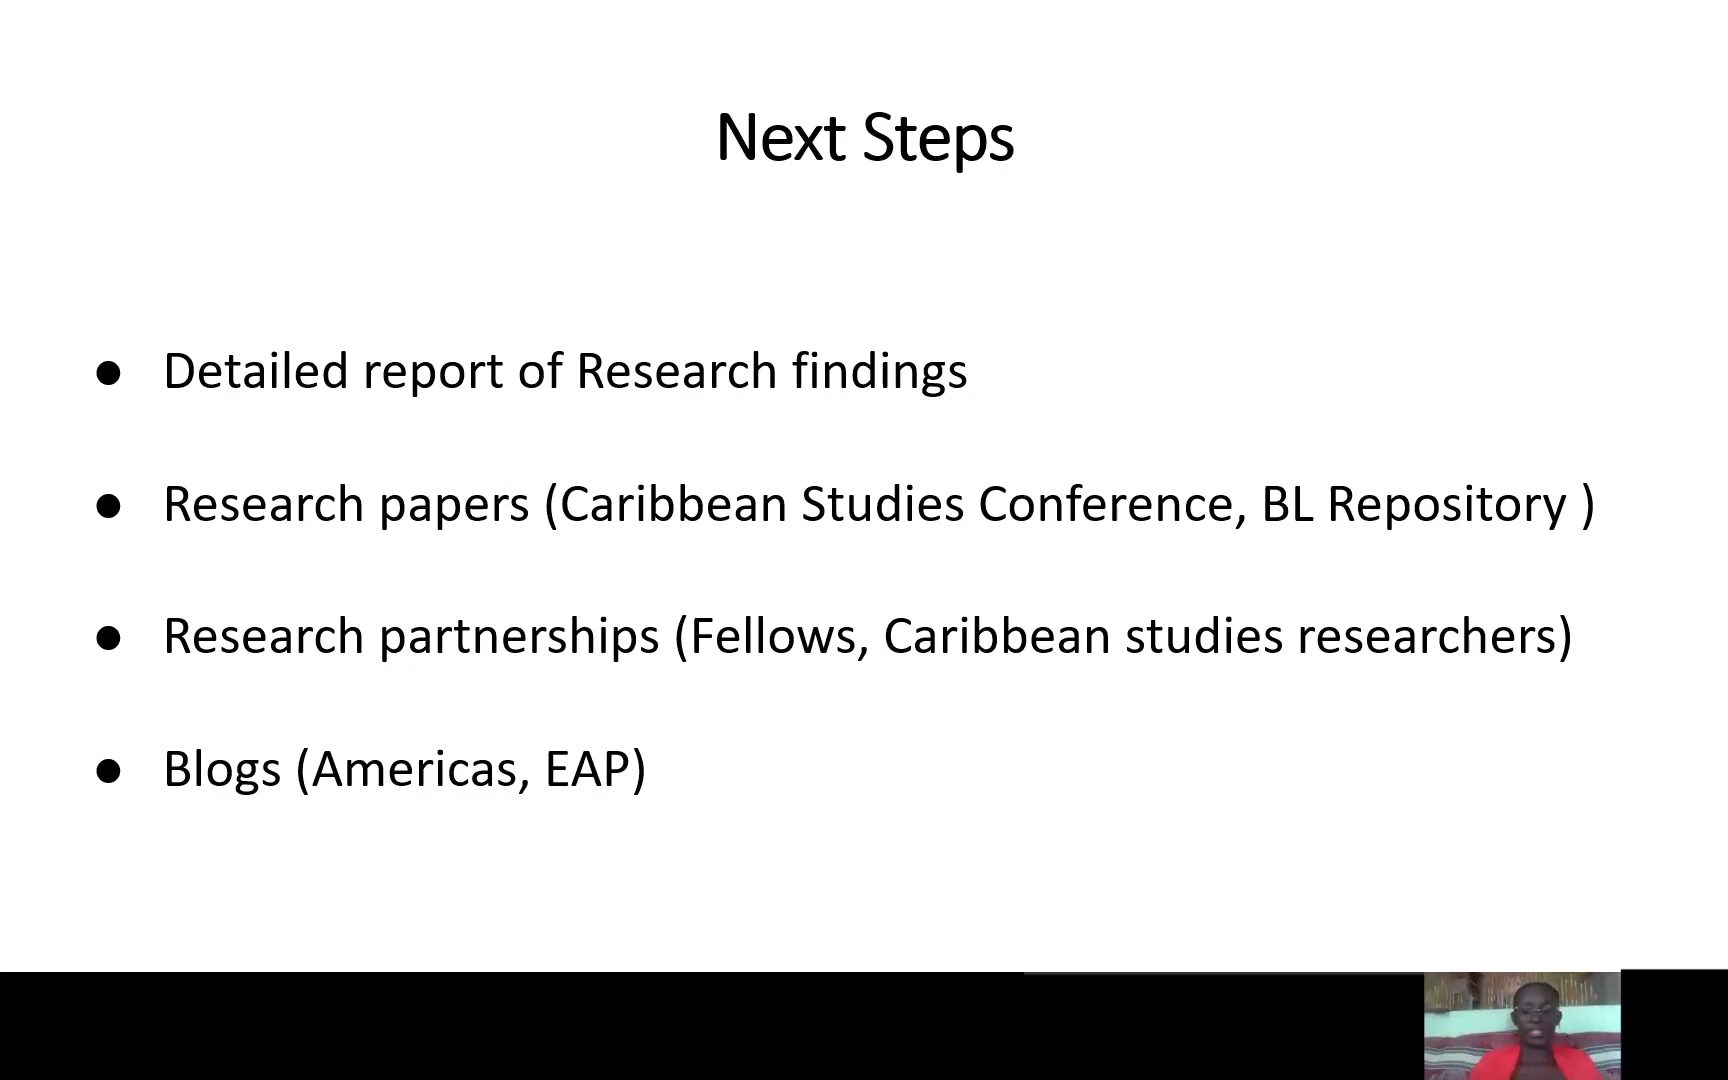 Next Steps
● Detailed report of Research findings
● Research papers (Caribbean Studies Conference, BL Repository )
● Research partnerships (Fellows, Caribbean studies researchers)
● Blogs (Americas, EAP)